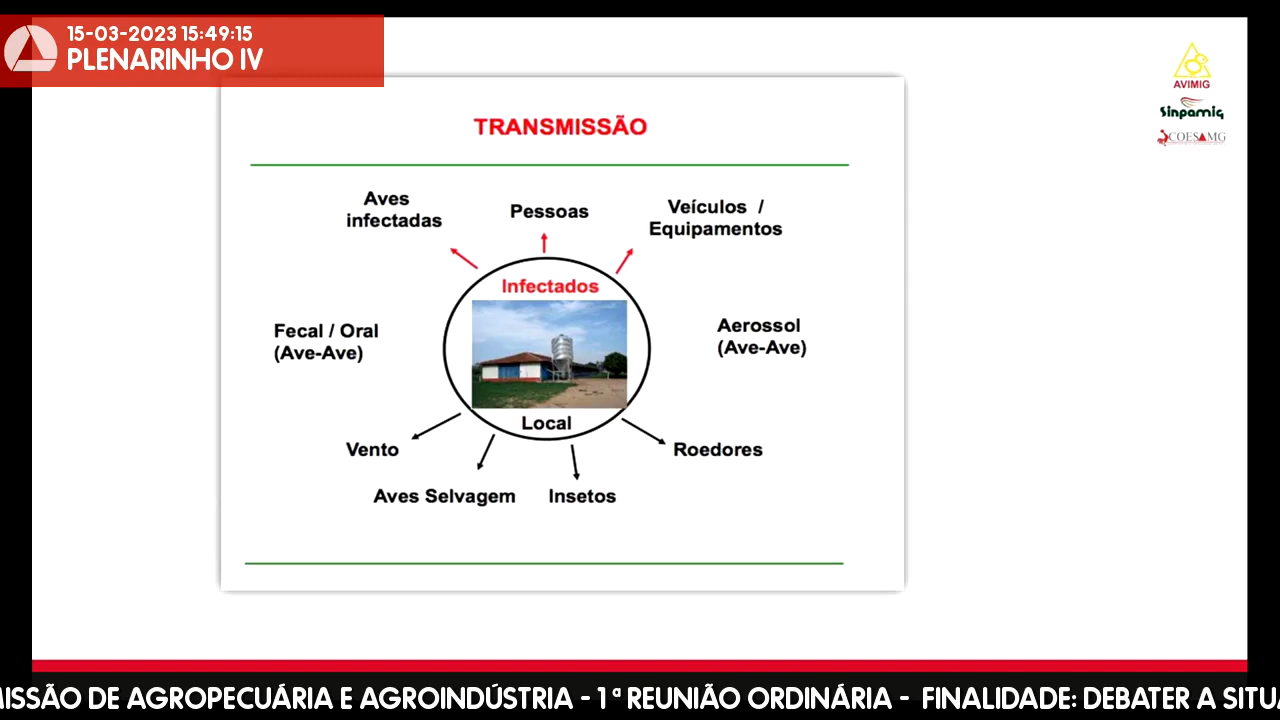 15-03-2023 15:49:15
PLENARINHO IV
AVIMIG
Sinpamig
COESAMG
TRANSMISSÃO
Aves
infectadas
Pessoas
Veículos /
Equipamentos
Infectados
Fecal / Oral
(Ave-Ave)
Aerossol
(Ave-Ave)
Local
Vento
Roedores
Aves Selvagem
Insetos
MISSÃO DE AGROPECUÁRIA E AGROINDÚSTRIA - 1ª REUNIÃO ORDINÁRIA - FINALIDADE: DEBATER A SITU